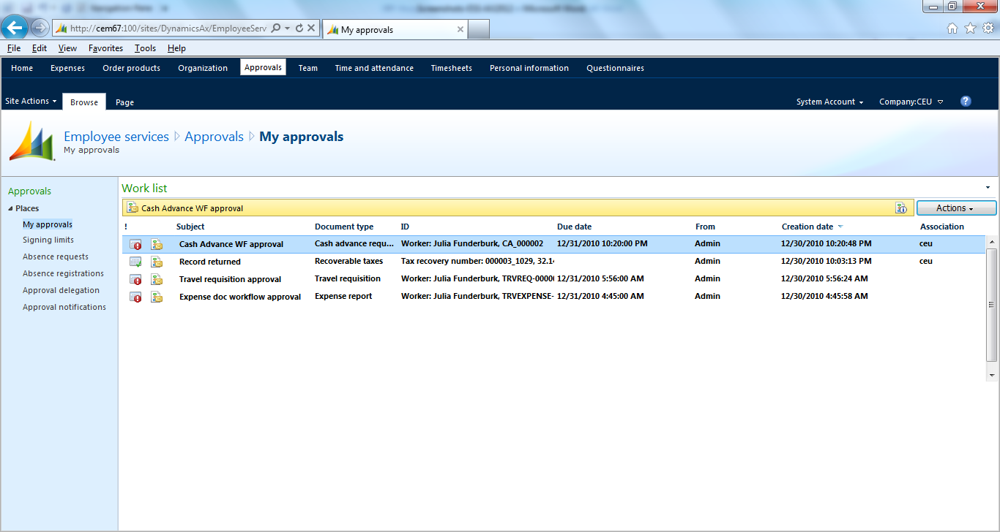 http://cem67:100/sites/DynamicsAx/EmployeeServ
My approvals
File Edit View Favorites Tools Help
Home Expenses Order products Organization Approvals Team Time and attendance Timesheets Personal information Questionnaires
Site Actions Browse Page System Account Company:CEU ?
Employee services Approvals My approvals
My approvals
Approvals
Places
My approvals
Signing limits
Absence requests
Absence registrations
Approval delegation
Approval notifications
Work list
Cash Advance WF approval Actions
! Subject Document type ID Due date From Creation date Association
Cash Advance WF approval Cash advance requ... Worker: Julia Funderburk, CA_000002 12/31/2010 10:20:00 PM Admin 12/30/2010 10:20:48 PM ceu
Record returned Recoverable taxes Tax recovery number: 000003_1029, 32.14 Admin 12/30/2010 10:03:13 PM ceu
Travel requisition approval Travel requisition Worker: Julia Funderburk, TRVREQ-0000 12/31/2010 5:56:00 AM Admin 12/30/2010 5:56:24 AM
Expense doc workflow approval Expense report Worker: Julia Funderburk, TRVEXPENSE- 12/31/2010 4:45:00 AM Admin 12/30/2010 4:45:58 AM